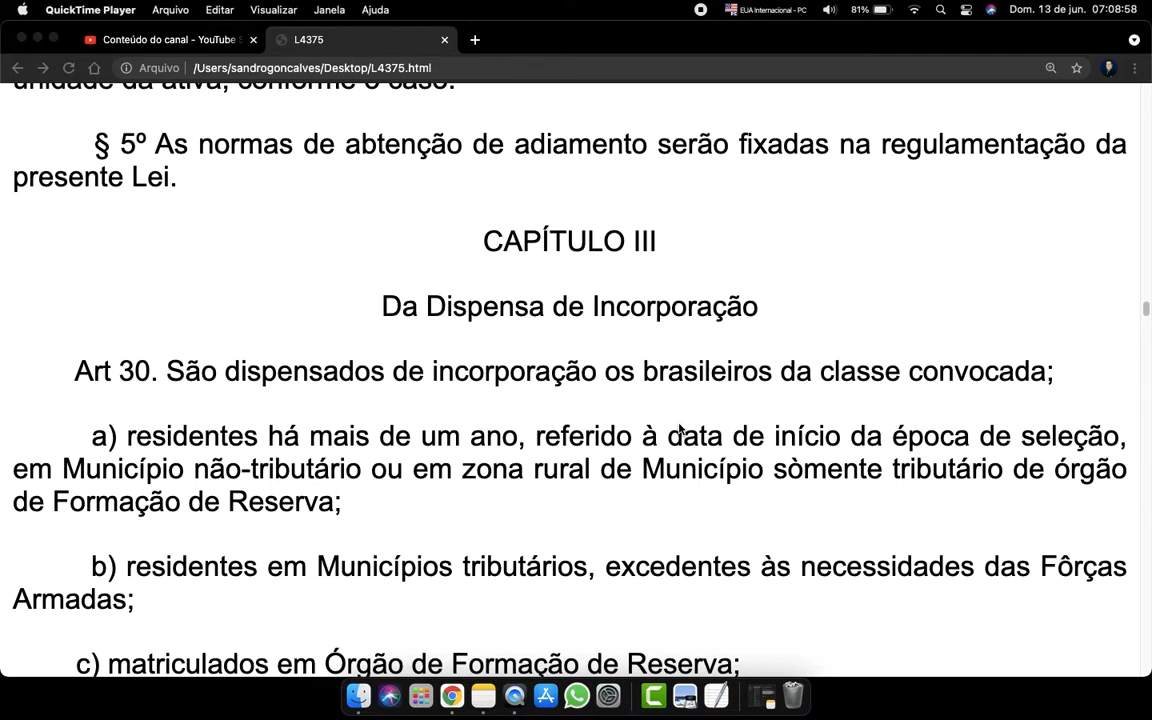 QuickTime Player Arquivo Editar Visualizar Janela Ajuda EUA Internacional - PC 81% Dom. 13 de jun. 07:08:58
Conteúdo do canal - YouTube L4375
Arquivo /Users/sandrogoncalves/Desktop/L4375.html
unidade da ativa, conforme o caso.
§ 5º As normas de abtenção de adiamento serão fixadas na regulamentação da
presente Lei.
CAPÍTULO III
Da Dispensa de Incorporação
Art 30. São dispensados de incorporação os brasileiros da classe convocada;
a) residentes há mais de um ano, referido à data de início da época de seleção,
em Município não-tributário ou em zona rural de Município sòmente tributário de órgão
de Formação de Reserva;
b) residentes em Municípios tributários, excedentes às necessidades das Fôrças
Armadas;
c) matriculados em Órgão de Formação de Reserva;